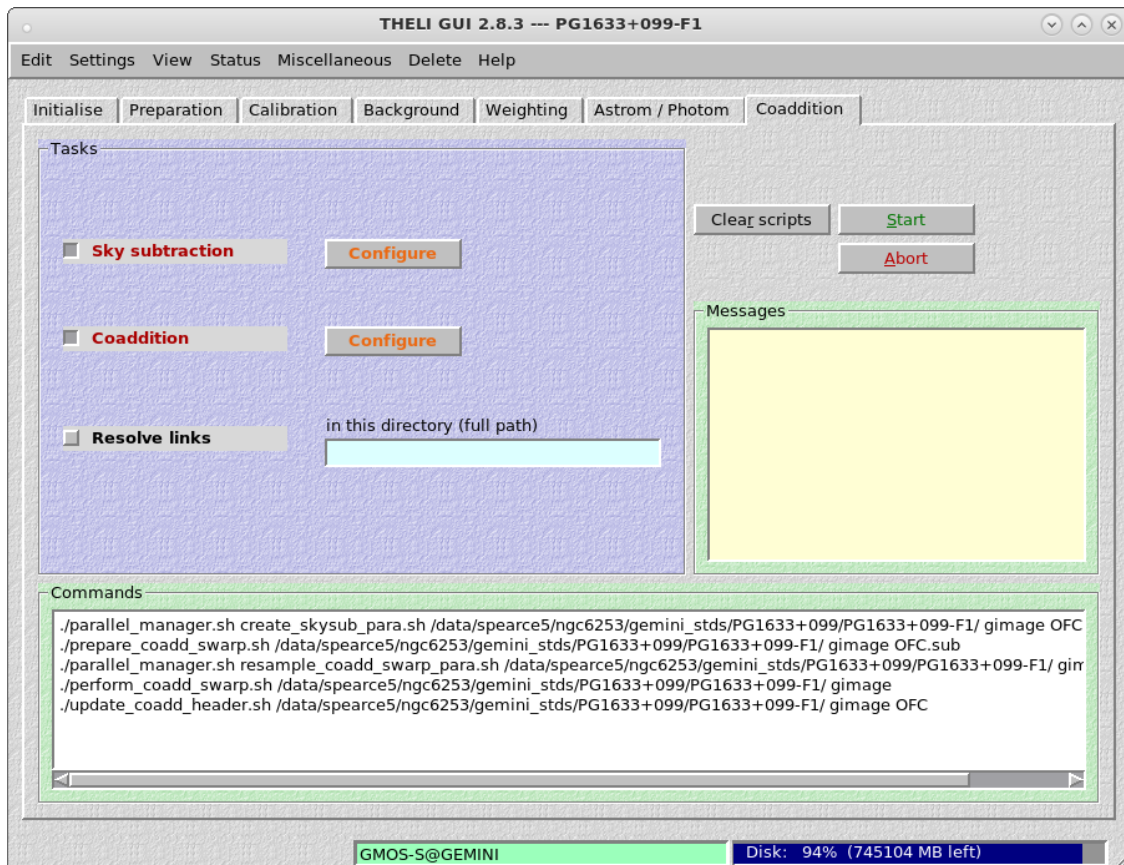 THELI GUI 2.8.3 --- PG1633+099-F1
Edit Settings View Status Miscellaneous Delete Help
Initialise Preparation Calibration Background Weighting Astrom / Photom Coaddition
Tasks
Clear scripts Start
Sky subtraction Configure
Abort
Messages
Coaddition Configure
in this directory (full path)
Resolve links
Commands
./parallel_manager.sh create_skysub_para.sh /data/spearce5/ngc6253/gemini_stds/PG1633+099/PG1633+099-F1/ gimage OFC
./prepare_coadd_swarp.sh /data/spearce5/ngc6253/gemini_stds/PG1633+099/PG1633+099-F1/ gimage OFC.sub
./parallel_manager.sh resample_coadd_swarp_para.sh /data/spearce5/ngc6253/gemini_stds/PG1633+099/PG1633+099-F1/ gim
./perform_coadd_swarp.sh /data/spearce5/ngc6253/gemini_stds/PG1633+099/PG1633+099-F1/ gimage
./update_coadd_header.sh /data/spearce5/ngc6253/gemini_stds/PG1633+099/PG1633+099-F1/ gimage OFC
GMOS-S@GEMINI
Disk: 94% (745104 MB left)